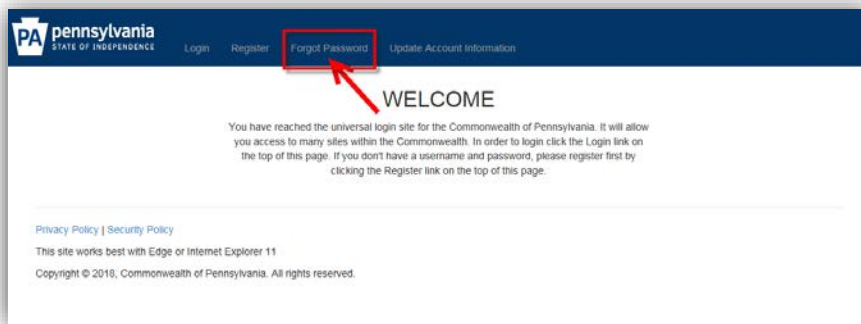 PA pennsylvania
STATE OF INDEPENDENCE
Login Register Forgot Password Update Account Information
WELCOME
You have reached the universal login site for the Commonwealth of Pennsylvania. It will allow
you access to many sites within the Commonwealth. In order to login click the Login link on
the top of this page. If you don't have a username and password, please register first by
clicking the Register link on the top of this page.
Privacy Policy | Security Policy
This site works best with Edge or Internet Explorer 11
Copyright © 2018, Commonwealth of Pennsylvania. All rights reserved.